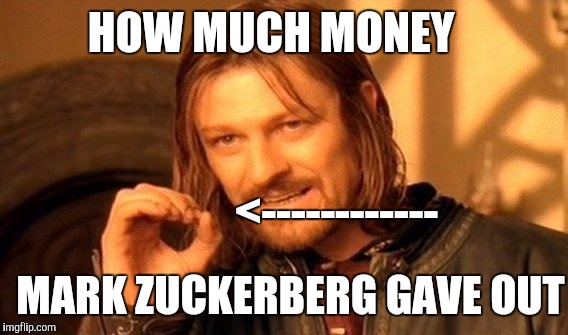 HOW MUCH MONEY
<------------
MARK ZUCKERBERG GAVE OUT
imgflip.com